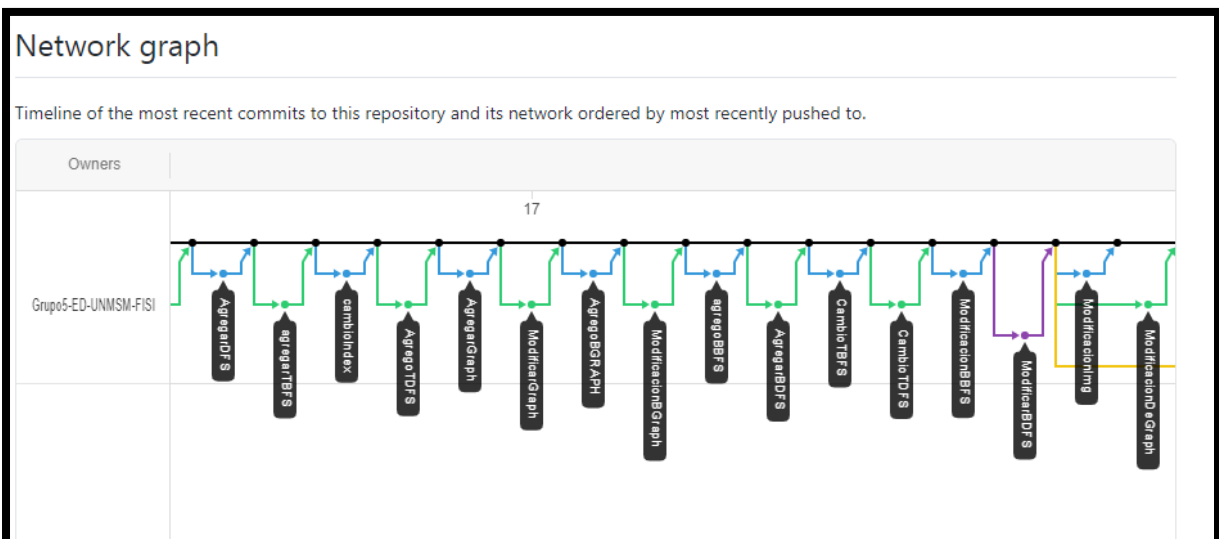 Network graph
Timeline of the most recent commits to this repository and its network ordered by most recently pushed to.
Owners
17
Grupo5-ED-UNMSM-FISI
AgregarDFS
agregarTBFS
cambioIndex
AgregoTDFS
AgregarGraph
ModificarGraph
AgregoBGRAPH
ModificacionBGraph
agregoBBFS
AgregarBDFS
CambioTBFS
CambioTDFS
ModificacionBBFS
ModificarBDFS
ModificacionImg
ModificacionDeGraph